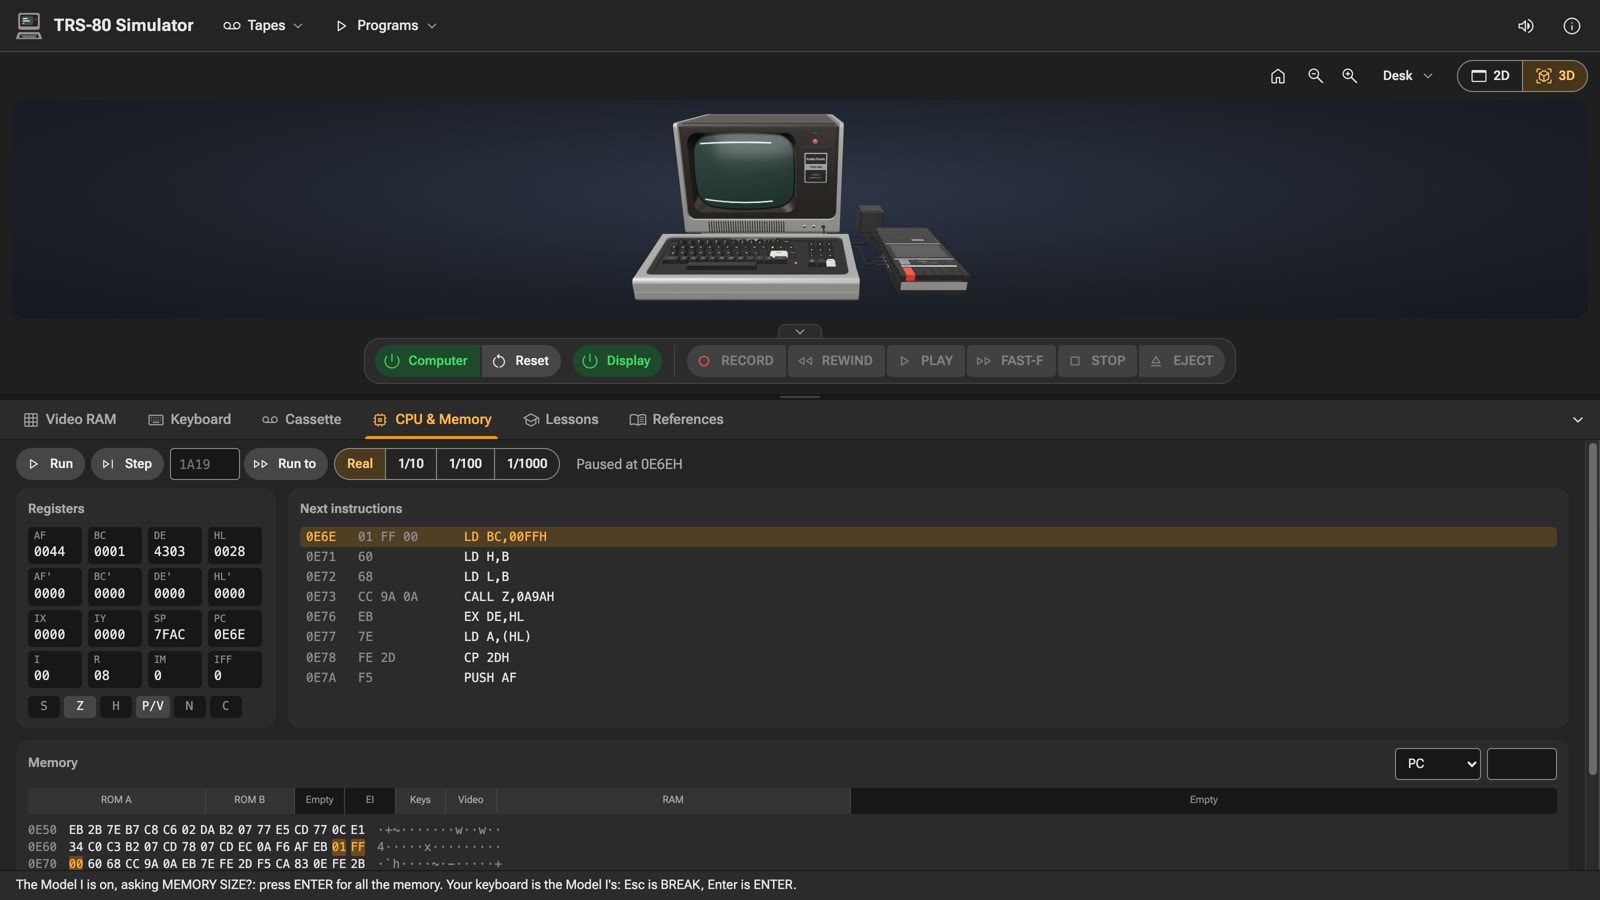 TRS-80 Simulator
Tapes
Programs
Desk
2D
3D
Computer
Reset
Display
RECORD
REWIND
PLAY
FAST-F
STOP
EJECT
Video RAM
Keyboard
Cassette
CPU & Memory
Lessons
References
Run
Step
1A19
Run to
Real
1/10
1/100
1/1000
Paused at 0E6EH
Registers
AF BC DE HL
0044 0001 4303 0028
AF' BC' DE' HL'
0000 0000 0000 0000
IX IY SP PC
0000 0000 7FAC 0E6E
I R IM IFF
00 08 0 0
S Z H P/V N C
Next instructions
0E6E 01 FF 00 LD BC,00FFH
0E71 60 LD H,B
0E72 68 LD L,B
0E73 CC 9A 0A CALL Z,0A9AH
0E76 EB EX DE,HL
0E77 7E LD A,(HL)
0E78 FE 2D CP 2DH
0E7A F5 PUSH AF
Memory
PC
ROM A ROM B Empty EI Keys Video RAM Empty
0E50 EB 2B 7E B7 C8 C6 02 DA B2 07 77 E5 CD 77 0C E1 ·+~·······w··w··
0E60 34 C0 C3 B2 07 CD 78 07 CD EC 0A F6 AF EB 01 FF 4·····x·········
0E70 00 60 68 CC 9A 0A EB 7E FE 2D F5 CA 83 0E FE 2B ·`h····~·-·····+
The Model I is on, asking MEMORY SIZE?: press ENTER for all the memory. Your keyboard is the Model I's: Esc is BREAK, Enter is ENTER.